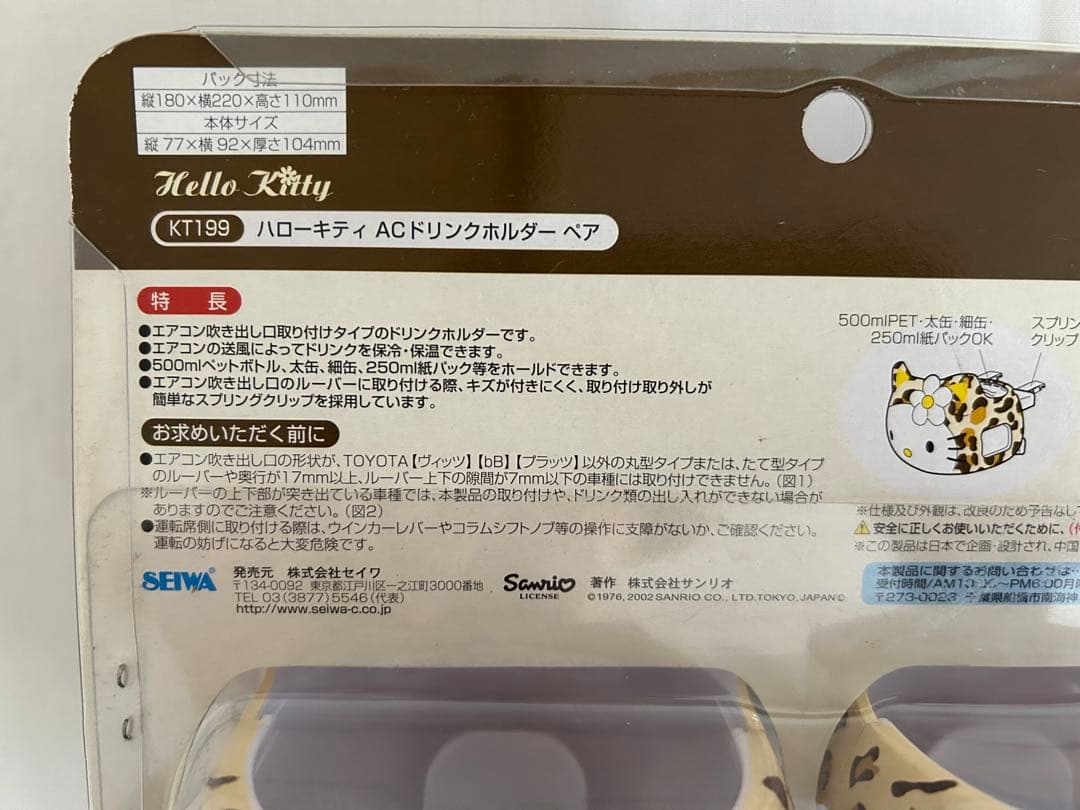 パック寸法
縦180×横220×高さ110mm
本体サイズ
縦 77×横 92×厚さ104mm
Hello Kitty
KT199 ハローキティ ACドリンクホルダー ペア
特 長
●エアコン吹き出し口取り付けタイプのドリンクホルダーです。
●エアコンの送風によってドリンクを保冷・保温できます。
●500mlペットボトル、太缶、細缶、250ml紙パック等をホールドできます。
●エアコン吹き出し口のルーバーに取り付ける際、キズが付きにくく、取り付け取り外しが
簡単なスプリングクリップを採用しています。
500mlPET・太缶・細缶・
250ml紙パックOK
スプリン
クリップ
お求めいただく前に
●エアコン吹き出し口の形状が、TOYOTA【ヴィッツ】【bB】【プラッツ】以外の丸型タイプまたは、たて型タイプ
のルーバーや奥行が17mm以上、ルーバー上下の隙間が7mm以下の車種には取り付けできません。(図1)
※ルーバーの上下部が突き出ている車種では、本製品の取り付けや、ドリンク類の出し入れができない場合が
ありますのでご注意ください。(図2)
●運転席側に取り付ける際は、ウインカーレバーやコラムシフトノブ等の操作に支障がないか、ご確認ください。
運転の妨げになると大変危険です。
※仕様及び外観は、改良のため予告なし
⚠安全に正しくお使いいただくために、
※この製品は日本で企画・設計され、中国
SEIWA
発売元 株式会社セイワ
〒134-0092 東京都江戸川区一之江町3000番地
TEL 03(3877)5546(代表)
http://www.seiwa-c.co.jp
Sanrio
LICENSE
著作 株式会社サンリオ
©1976, 2002 SANRIO CO., LTD.TOKYO, JAPAN©
本製品に関するお問い合わせは…
〒273-0023 千葉県船橋市南海神